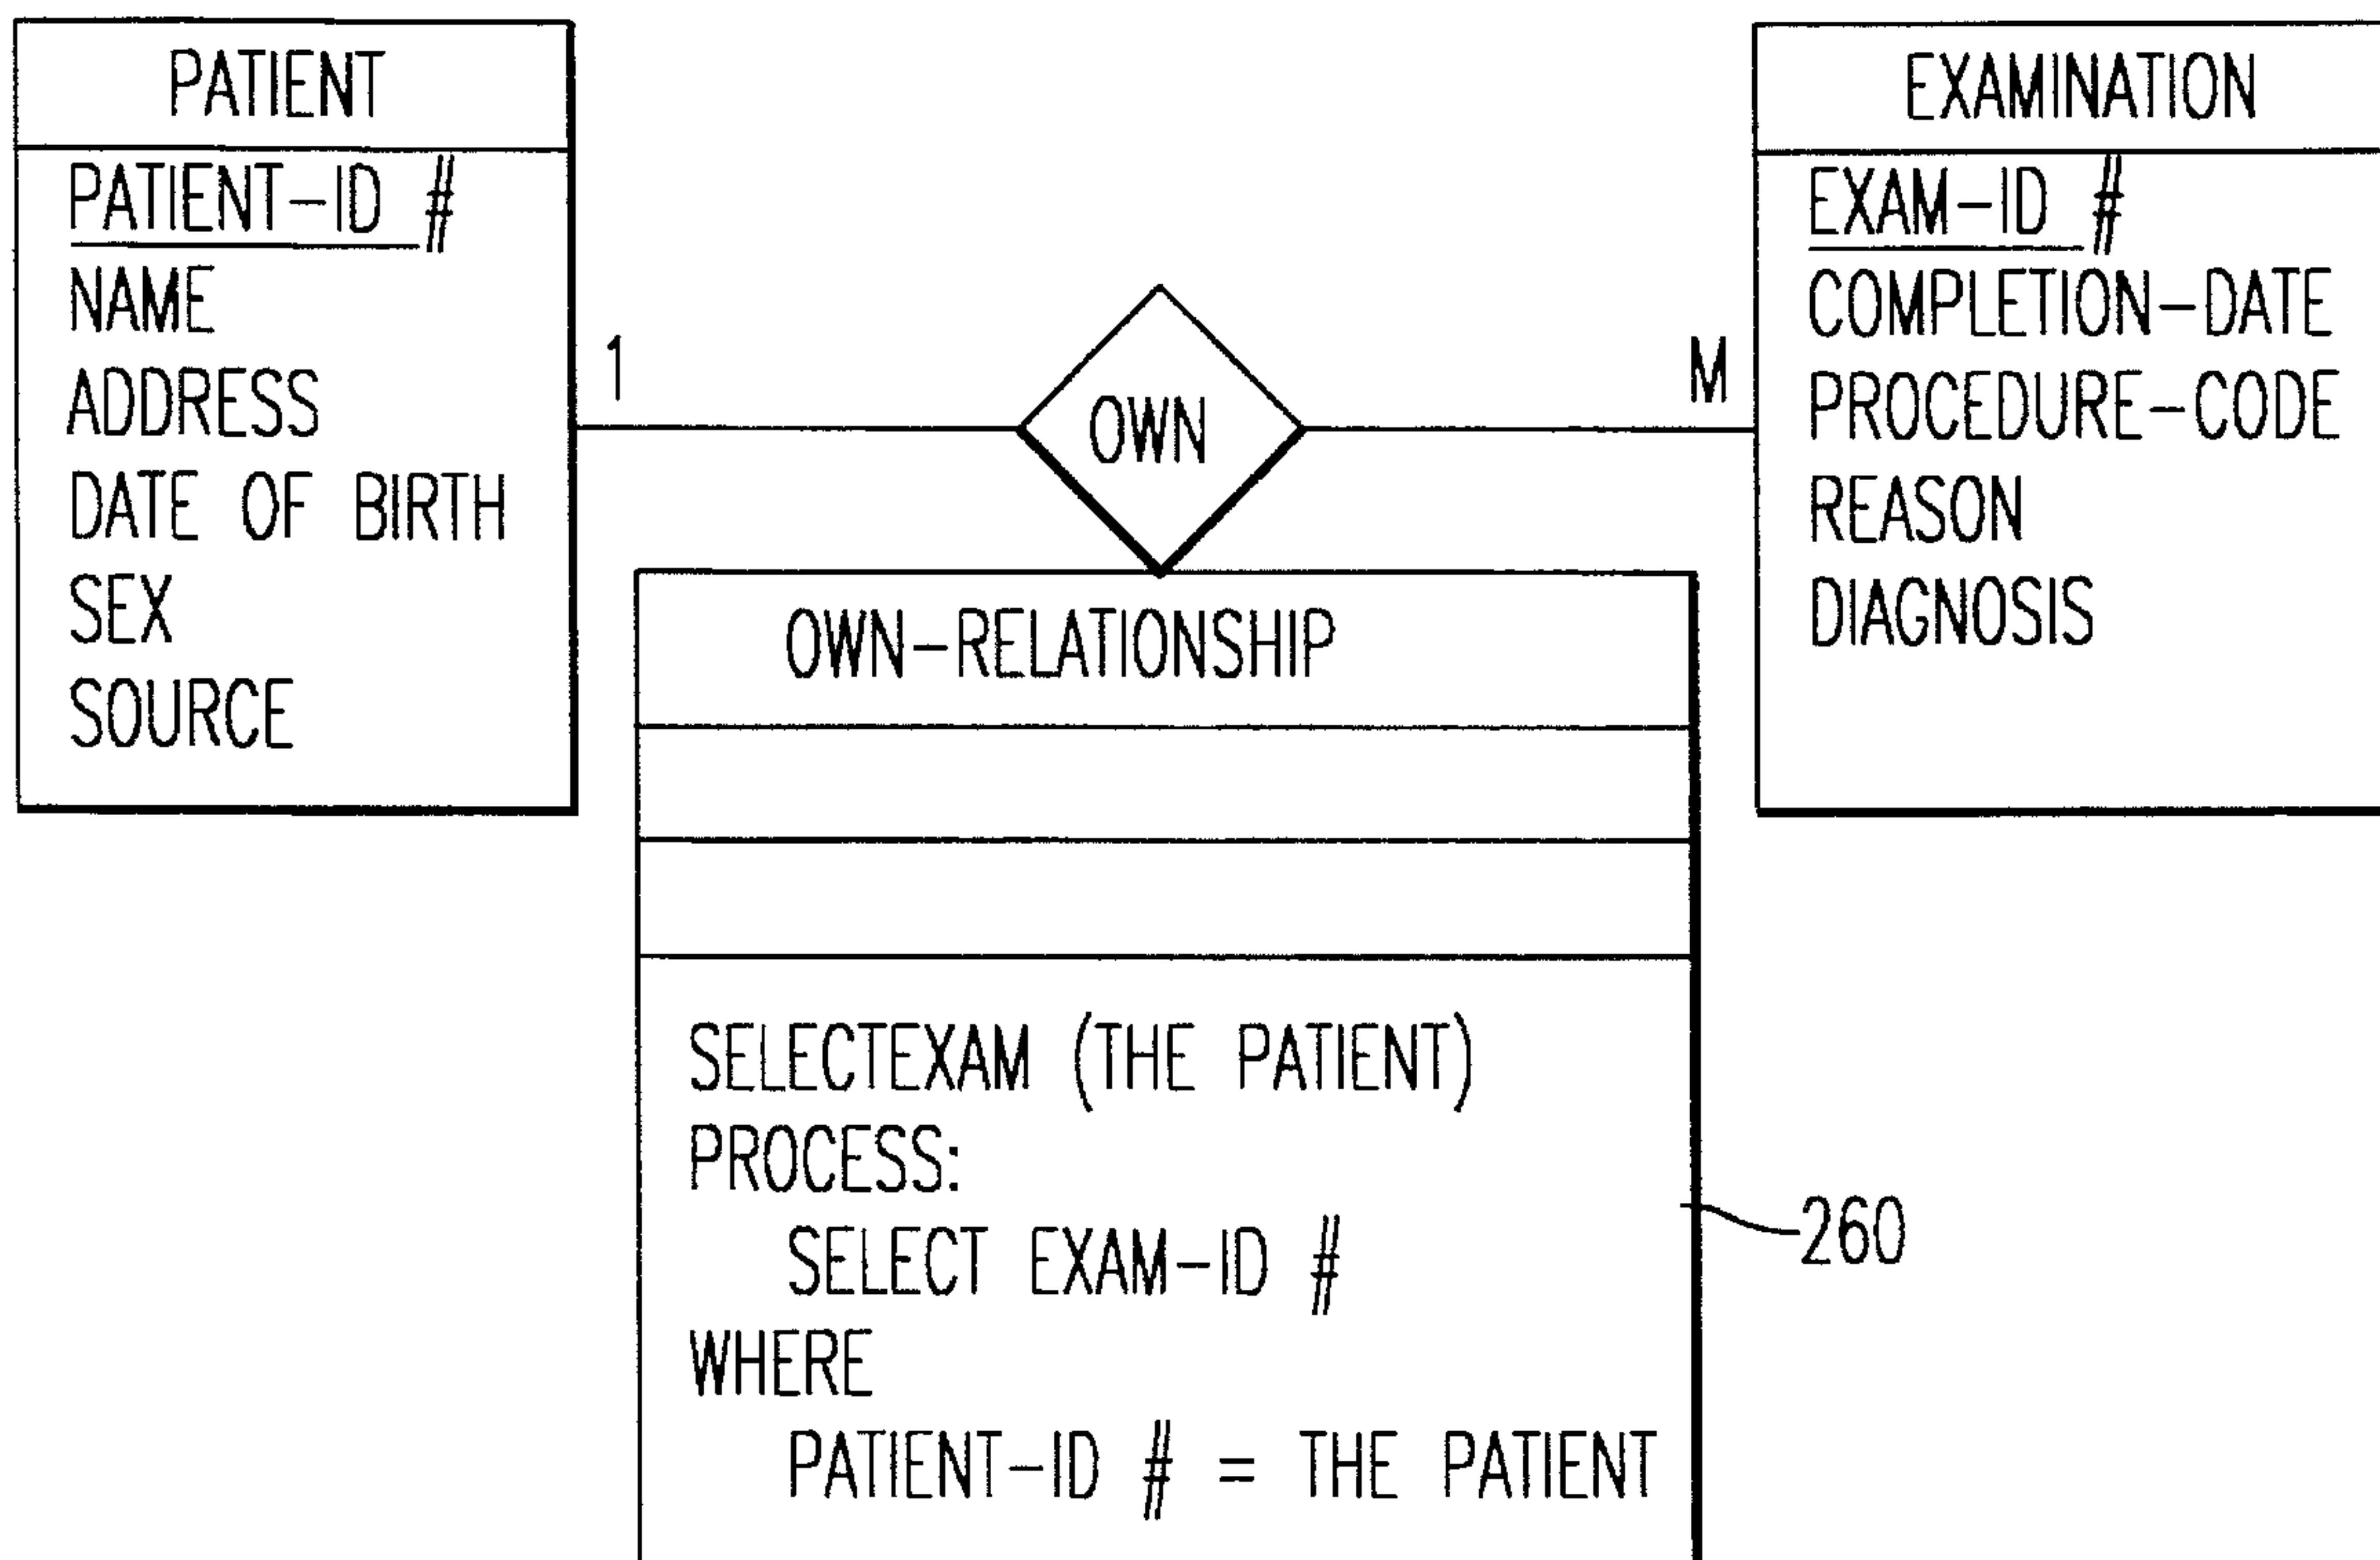 PATIENT
PATIENT-ID #
NAME
ADDRESS
DATE OF BIRTH
SEX
SOURCE
1
OWN
M
EXAMINATION
EXAM-ID #
COMPLETION-DATE
PROCEDURE-CODE
REASON
DIAGNOSIS
OWN-RELATIONSHIP
SELECTEXAM (THE PATIENT)
PROCESS:
SELECT EXAM-ID #
WHERE
PATIENT-ID # = THE PATIENT
260